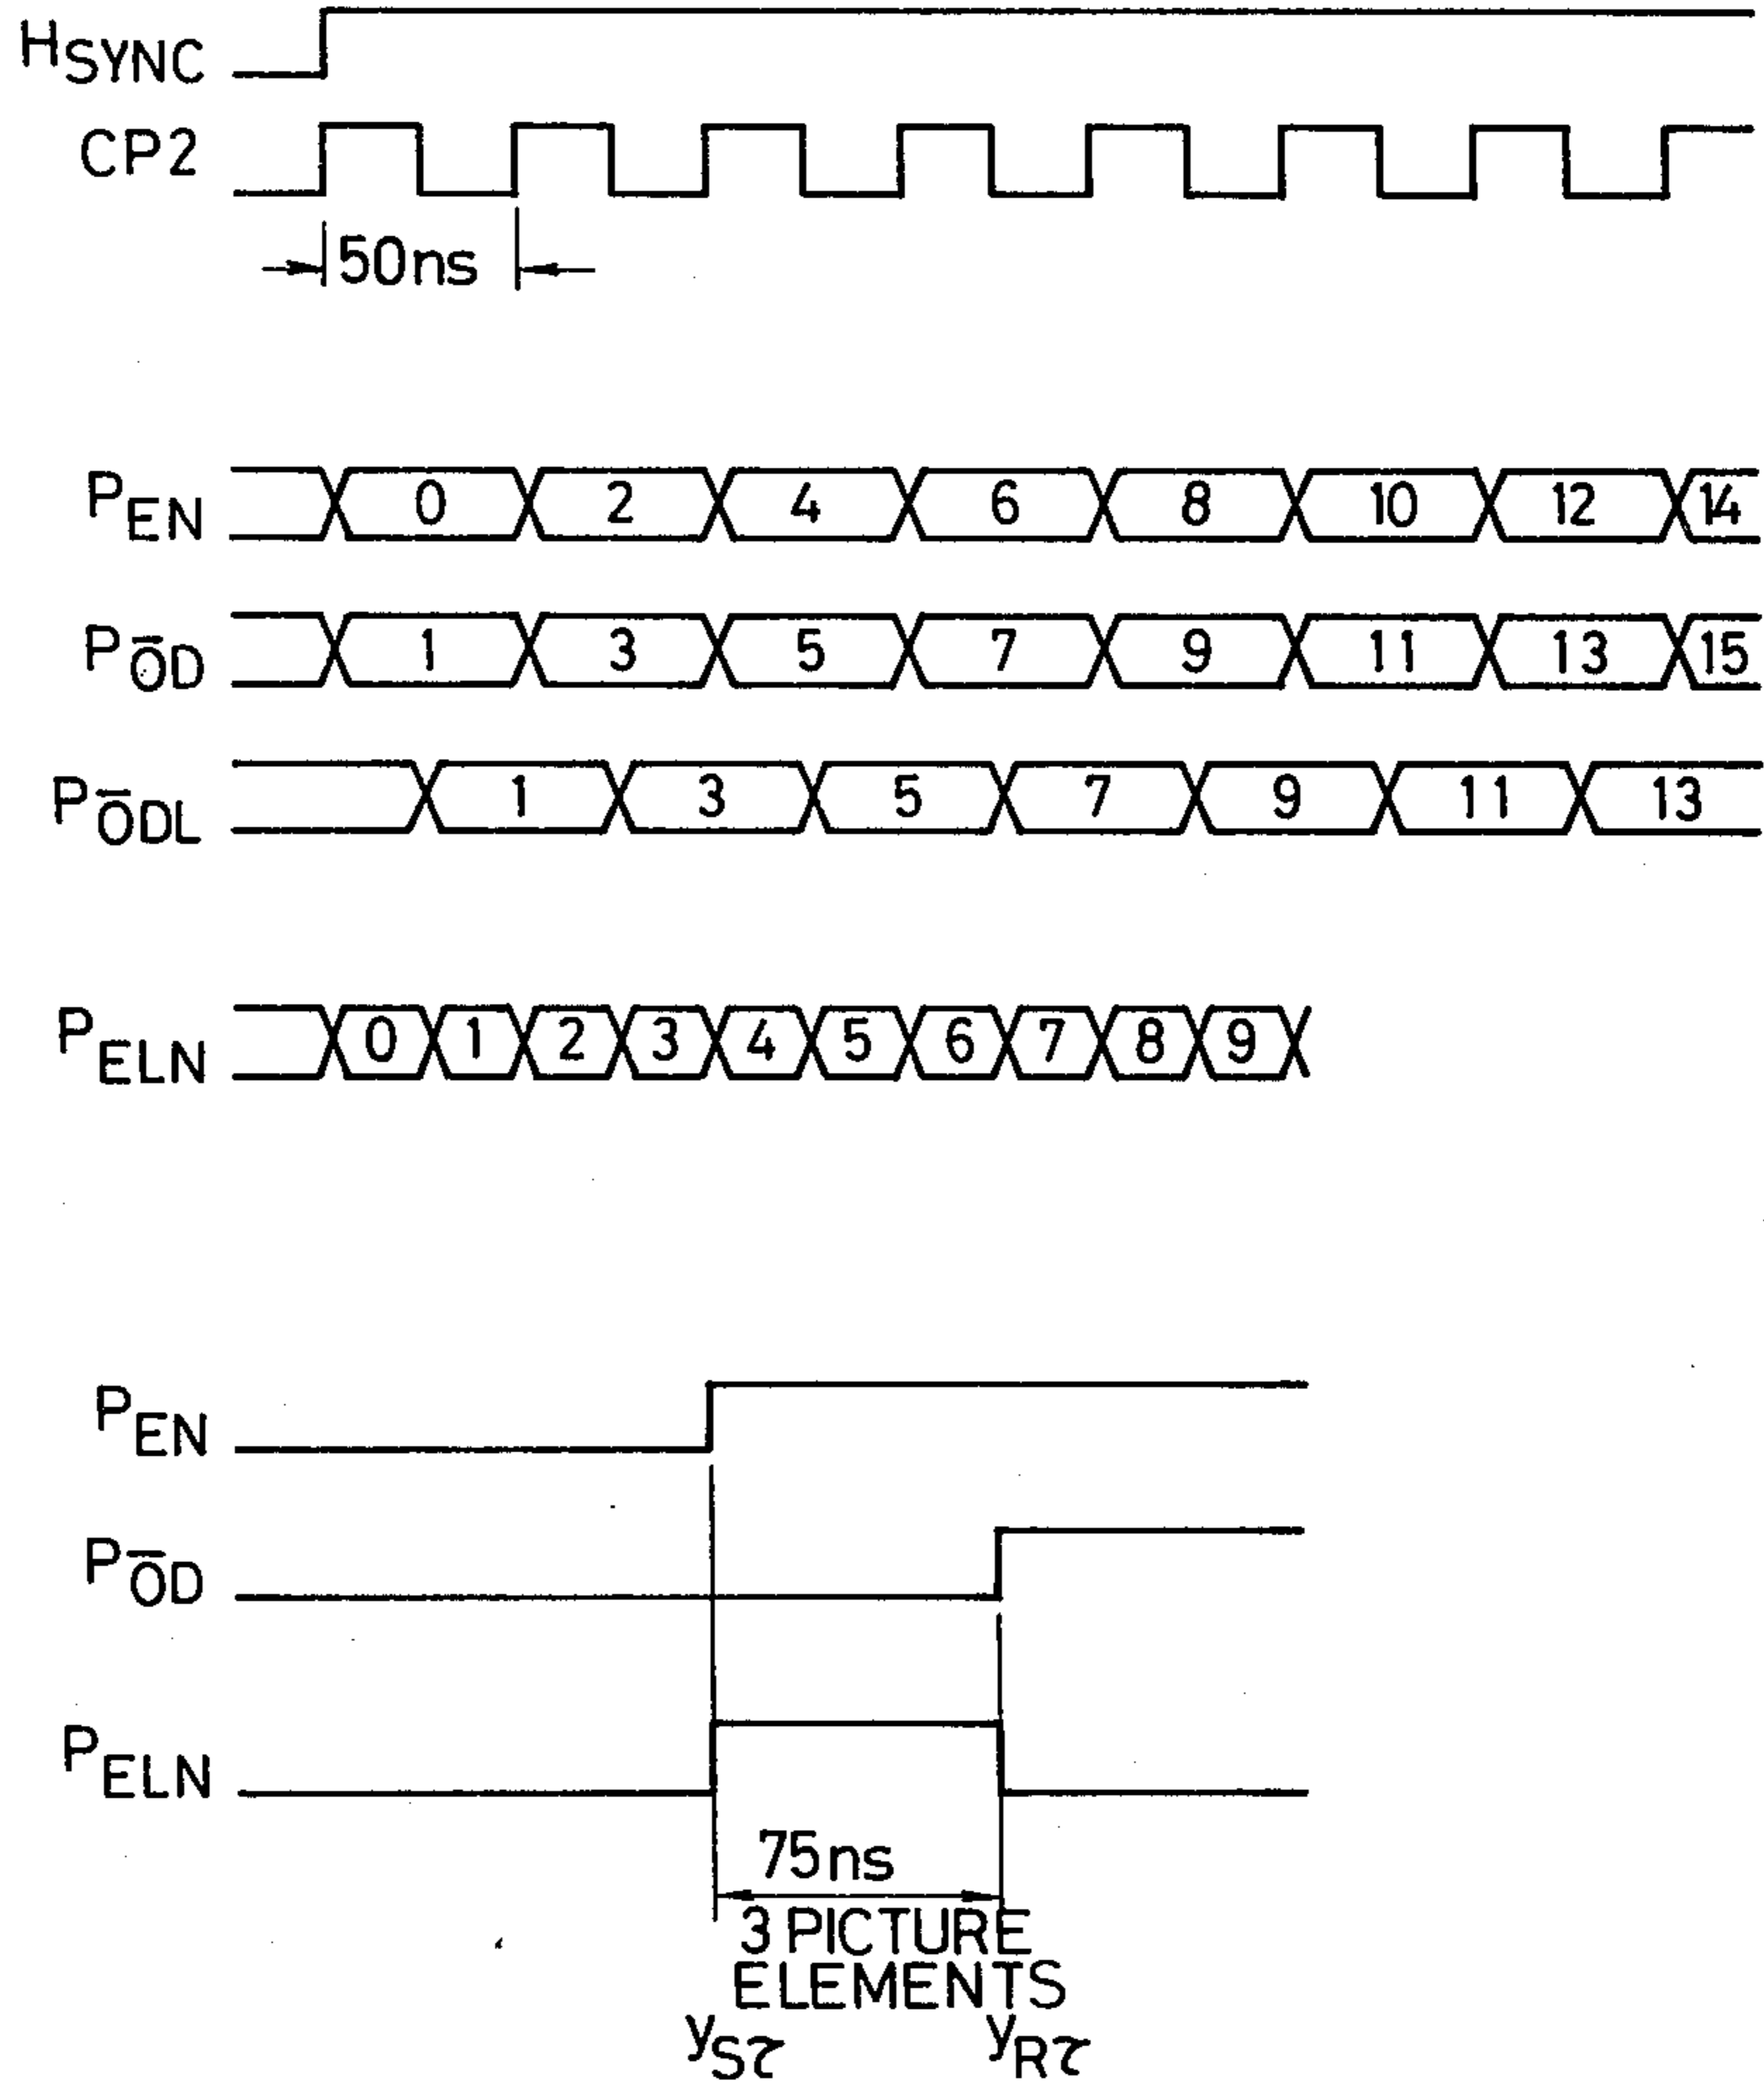 HSYNC
CP2
50ns
PEN 0 2 4 6 8 10 12 14
PŌD 1 3 5 7 9 11 13 15
PŌDL 1 3 5 7 9 11 13
PELN 0 1 2 3 4 5 6 7 8 9
PEN
PŌD
PELN
75ns
3 PICTURE
ELEMENTS
ySτ yRτ